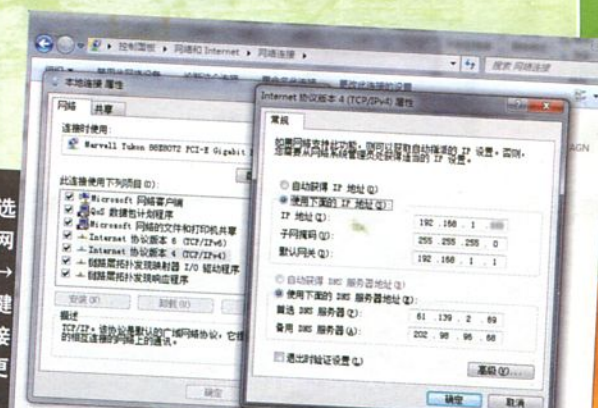 控制面板 ▸ 网络和 Internet ▸ 网络连接 ▸
搜索 网络连接
更改此连接的设置
本地连接 属性
网络 共享
连接时使用:
Marvell Yukon 88E8072 PCI-E Gigabit
此连接使用下列项目(O):
Microsoft 网络客户端
QoS 数据包计划程序
Microsoft 网络的文件和打印机共享
Internet 协议版本 6 (TCP/IPv6)
Internet 协议版本 4 (TCP/IPv4)
链路层拓扑发现映射器 I/O 驱动程序
链路层拓扑发现响应程序
安装(N) 卸载(U)
描述
TCP/IP。该协议是默认的广域网络协议，它
的相互连接的网络上的通讯。
确定
Internet 协议版本 4 (TCP/IPv4) 属性
常规
如果网络支持此功能，则可以获取自动指派的 IP 设置。否则，
您需要从网络系统管理员处获得适当的 IP 设置。
自动获得 IP 地址(O)
使用下面的 IP 地址(S):
IP 地址(I): 192 .168 . 1 .
子网掩码(U): 255 .255 .255 . 0
默认网关(D): 192 .168 . 1 . 1
自动获得 DNS 服务器地址(B)
使用下面的 DNS 服务器地址(E):
首选 DNS 服务器(P): 61 .139 . 2 . 69
备用 DNS 服务器(A): 202 . 98 . 96 . 68
退出时验证设置(L)
高级(V)...
确定 取消
AGN
选
网
→
键
接
更